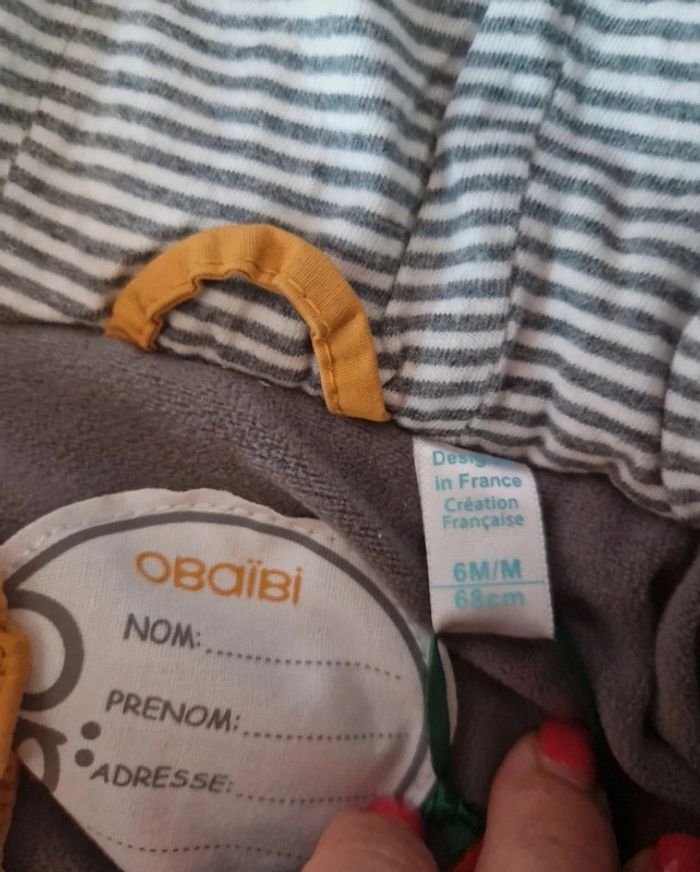 in France
Création
Française
6M/M
68cm
OBaïBi
NOM:
PRENOM:
ADRESSE: